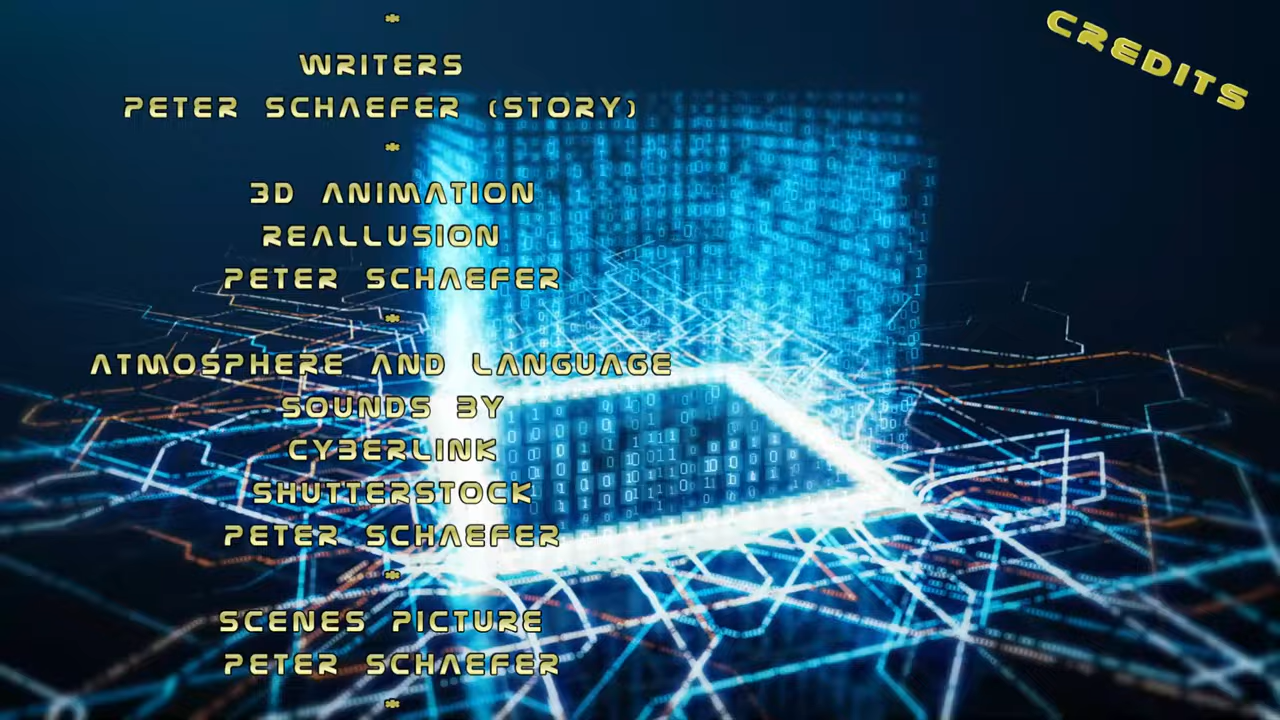 *
WRITERS
PETER SCHAEFER (STORY)
*
3D ANIMATION
REALLUSION
PETER SCHAEFER
*
ATMOSPHERE AND LANGUAGE
SOUNDS BY
CYBERLINK
SHUTTERSTOCK
PETER SCHAEFER
*
SCENES PICTURE
PETER SCHAEFER
*
CREDITS